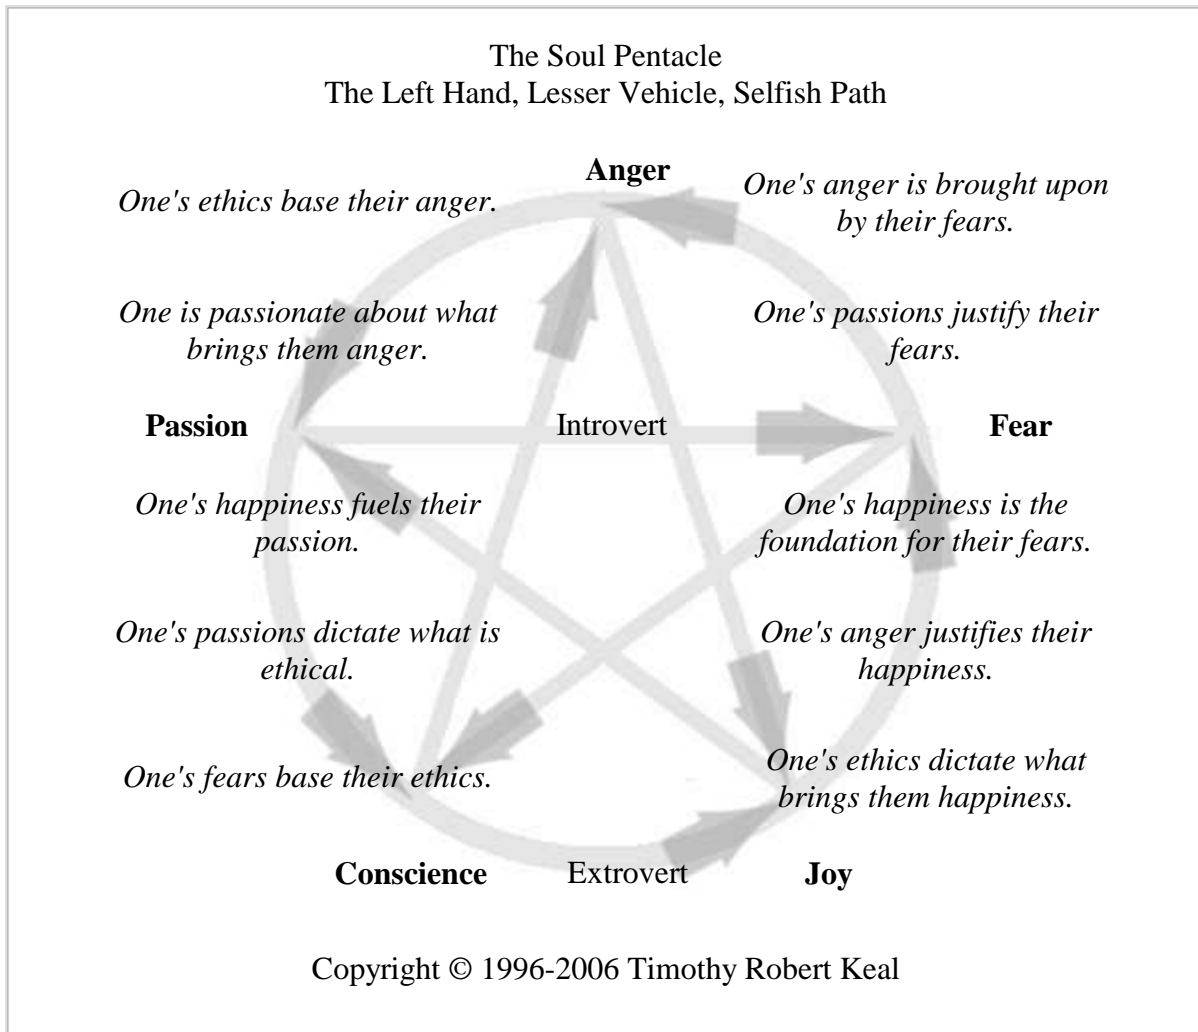 The Soul Pentacle
The Left Hand, Lesser Vehicle, Selfish Path
Anger
One's ethics base their anger.
One's anger is brought upon
by their fears.
One is passionate about what
brings them anger.
One's passions justify their
fears.
Passion
Introvert
Fear
One's happiness fuels their
passion.
One's happiness is the
foundation for their fears.
One's passions dictate what is
ethical.
One's anger justifies their
happiness.
One's fears base their ethics.
One's ethics dictate what
brings them happiness.
Conscience
Extrovert
Joy
Copyright © 1996-2006 Timothy Robert Keal